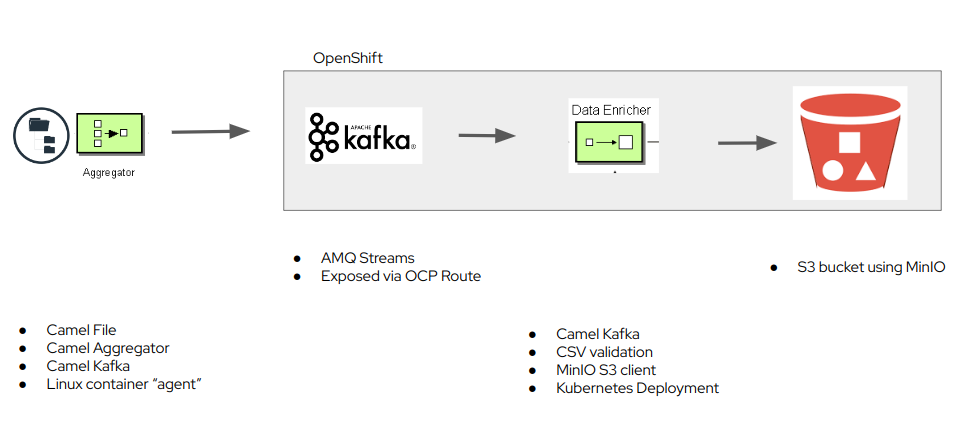 OpenShift
Data Enricher
APACHE
kafka®
Aggregator
● AMQ Streams
● Exposed via OCP Route
● S3 bucket using MinIO
● Camel File
● Camel Aggregator
● Camel Kafka
● Linux container “agent”
● Camel Kafka
● CSV validation
● MinIO S3 client
● Kubernetes Deployment